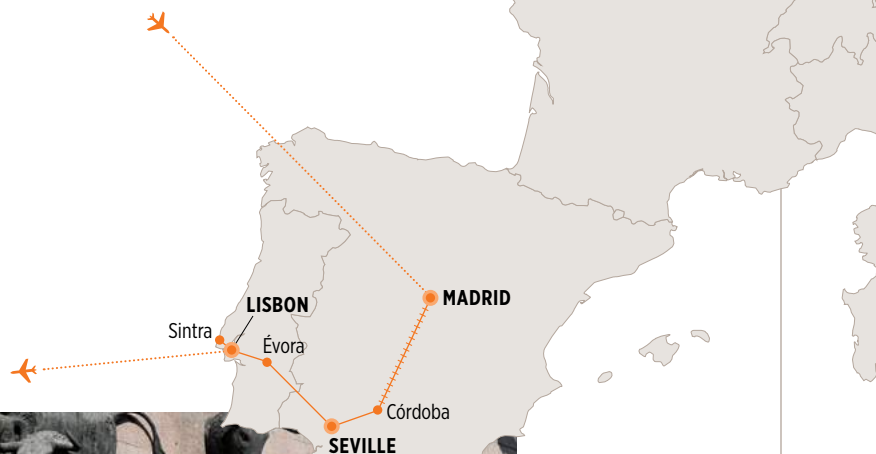 MADRID
LISBON
Sintra
Évora
Córdoba
SEVILLE